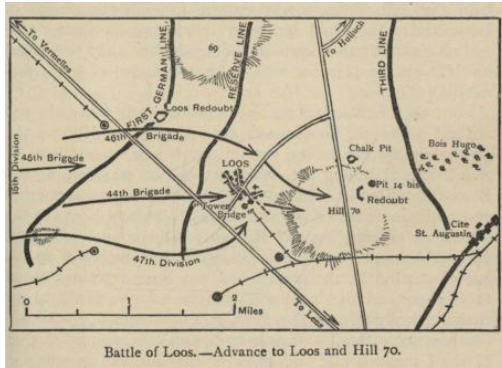 To Vermelles
FIRST GERMAN LINE
69
RESERVE LINE
To Hulluch
THIRD LINE
Loos Redoubt
46th Brigade
15th Division
45th Brigade
LOOS
Chalk Pit
Bois Hugo
44th Brigade
Pit 14 bis
Redoubt
Tower
Bridge
Hill 70
Cite
St. Augustin
47th Division
0 1 2
Miles
To Lens
Battle of Loos.—Advance to Loos and Hill 70.